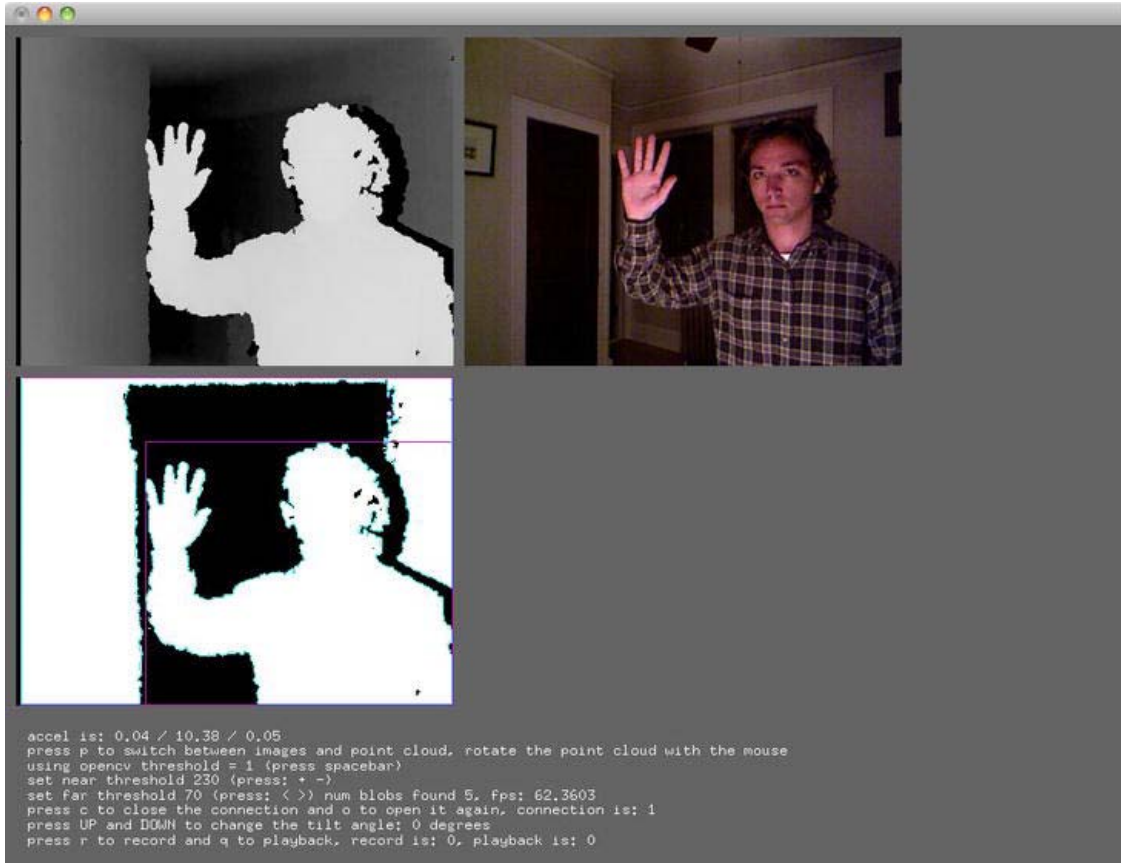 accel is: 0.04 / 10.38 / 0.05
press p to switch between images and point cloud, rotate the point cloud with the mouse
using opencv threshold = 1 (press spacebar)
set near threshold 230 (press: + -)
set far threshold 70 (press: < >) num blobs found 5, fps: 62.3603
press c to close the connection and o to open it again, connection is: 1
press UP and DOWN to change the tilt angle: 0 degrees
press r to record and q to playback, record is: 0, playback is: 0